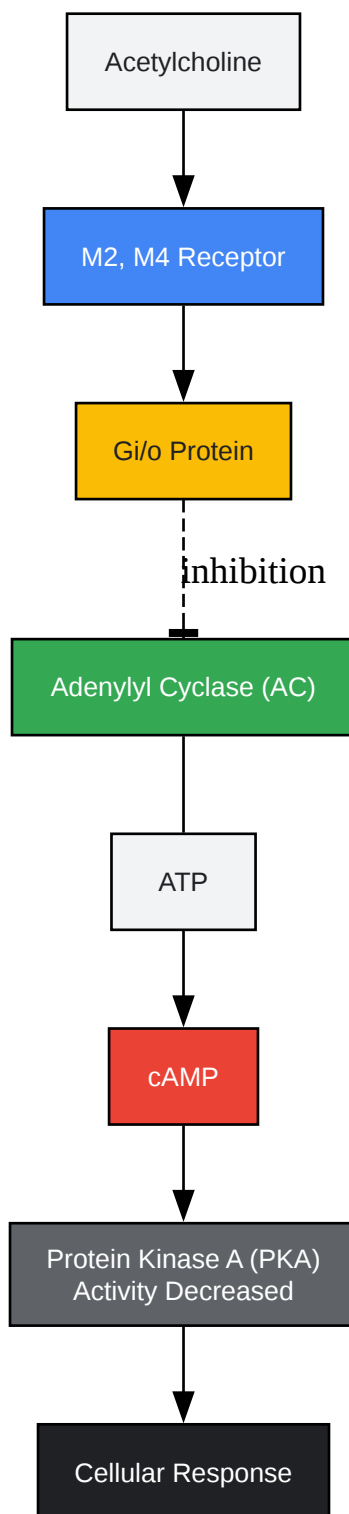 Acetylcholine
M2, M4 Receptor
Gi/o Protein
inhibition
Adenylyl Cyclase (AC)
ATP
cAMP
Protein Kinase A (PKA)
Activity Decreased
Cellular Response